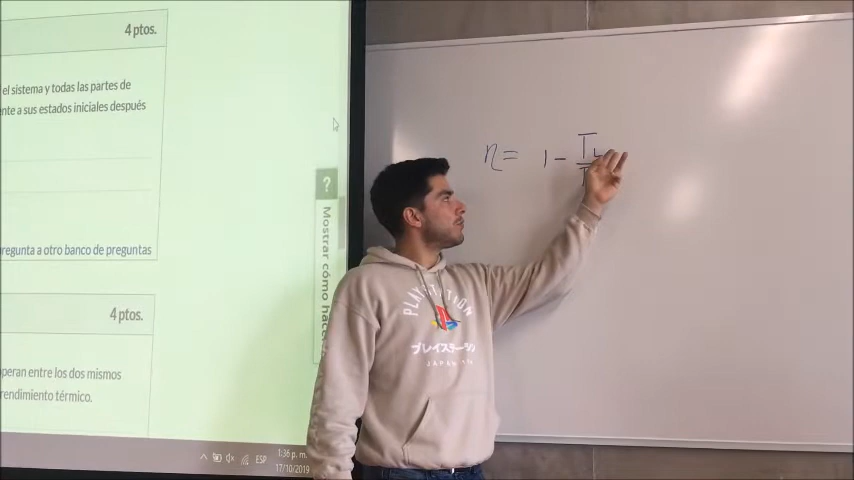 4 ptos.
el sistema y todas las partes de
nte a sus estados iniciales después
regunta a otro banco de preguntas
4 ptos.
peran entre los dos mismos
rendimiento térmico.
?
Mostrar cómo hace
ESP
1:36 p.m.
17/10/2019
η = 1 - T
PLAYSTATION
プレイステーション
JAPAN